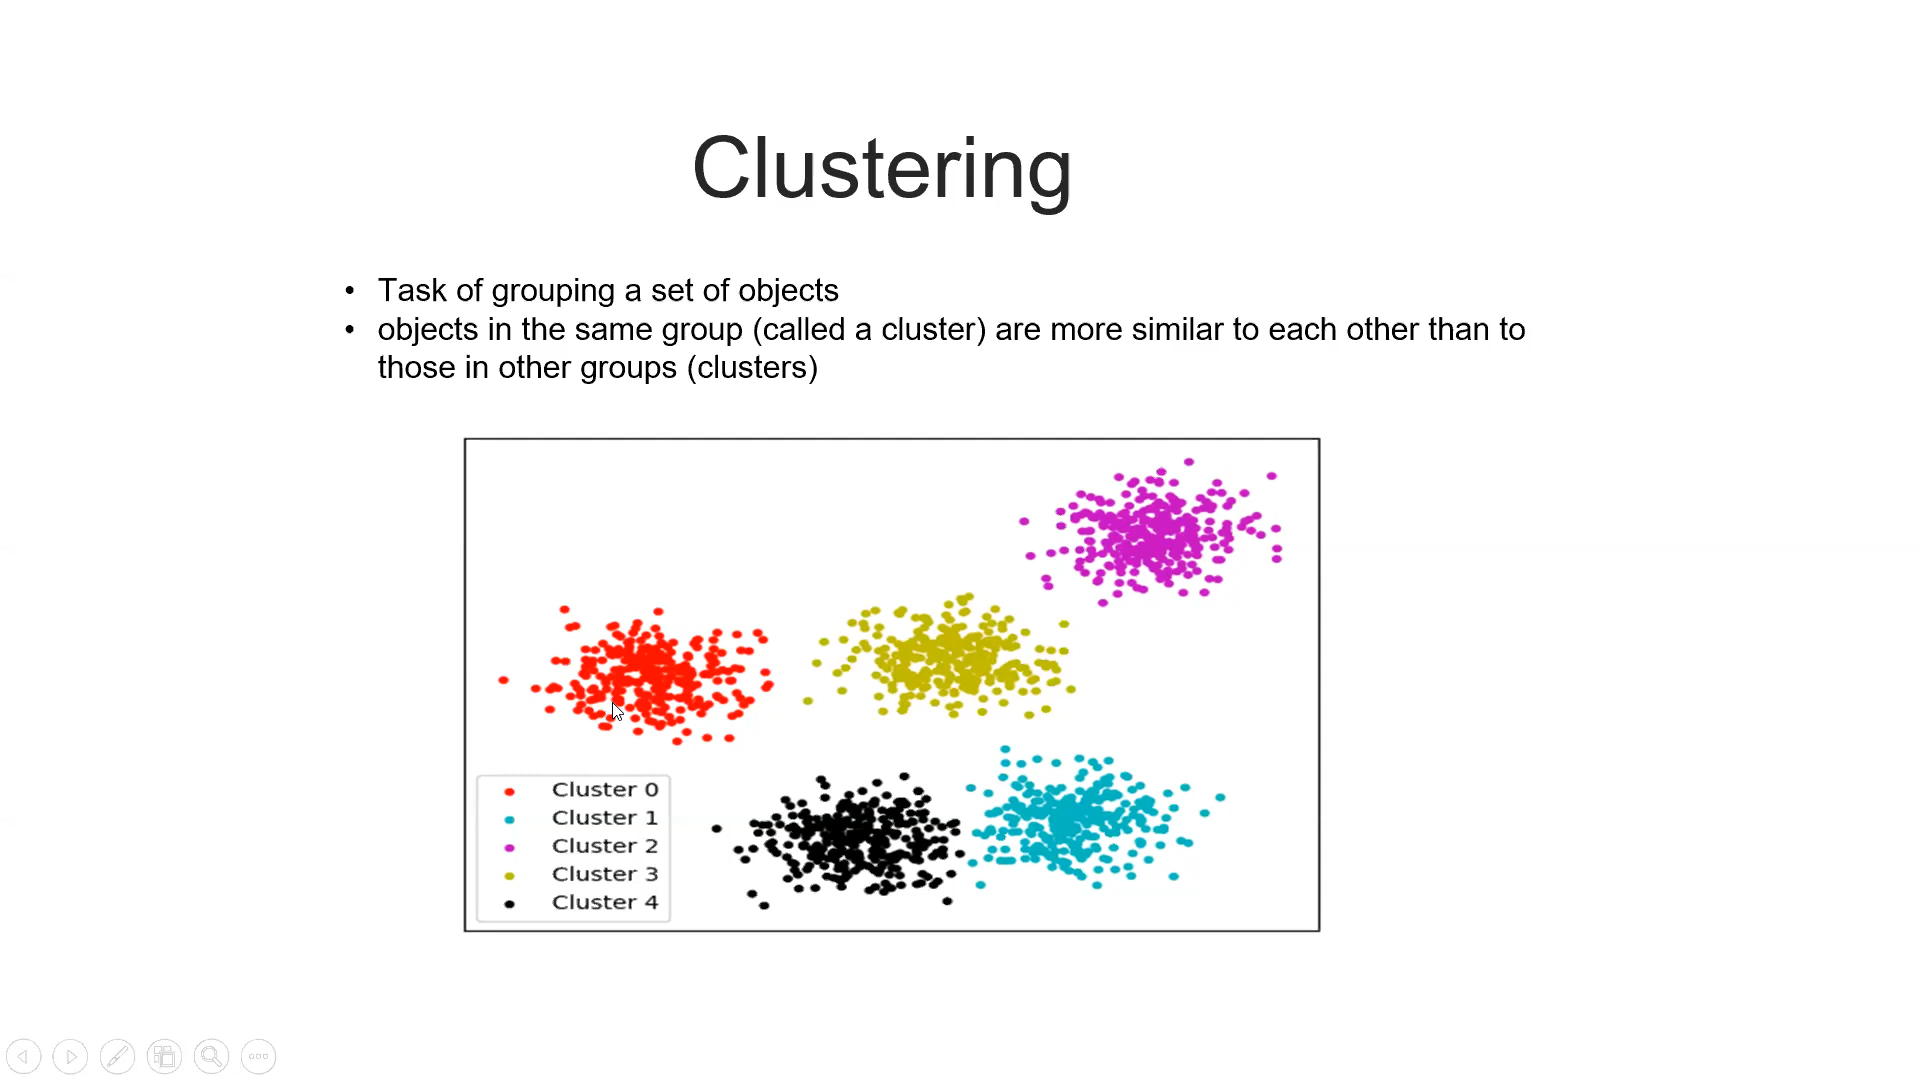 Clustering
• Task of grouping a set of objects
• objects in the same group (called a cluster) are more similar to each other than to
those in other groups (clusters)
Cluster 0
Cluster 1
Cluster 2
Cluster 3
Cluster 4